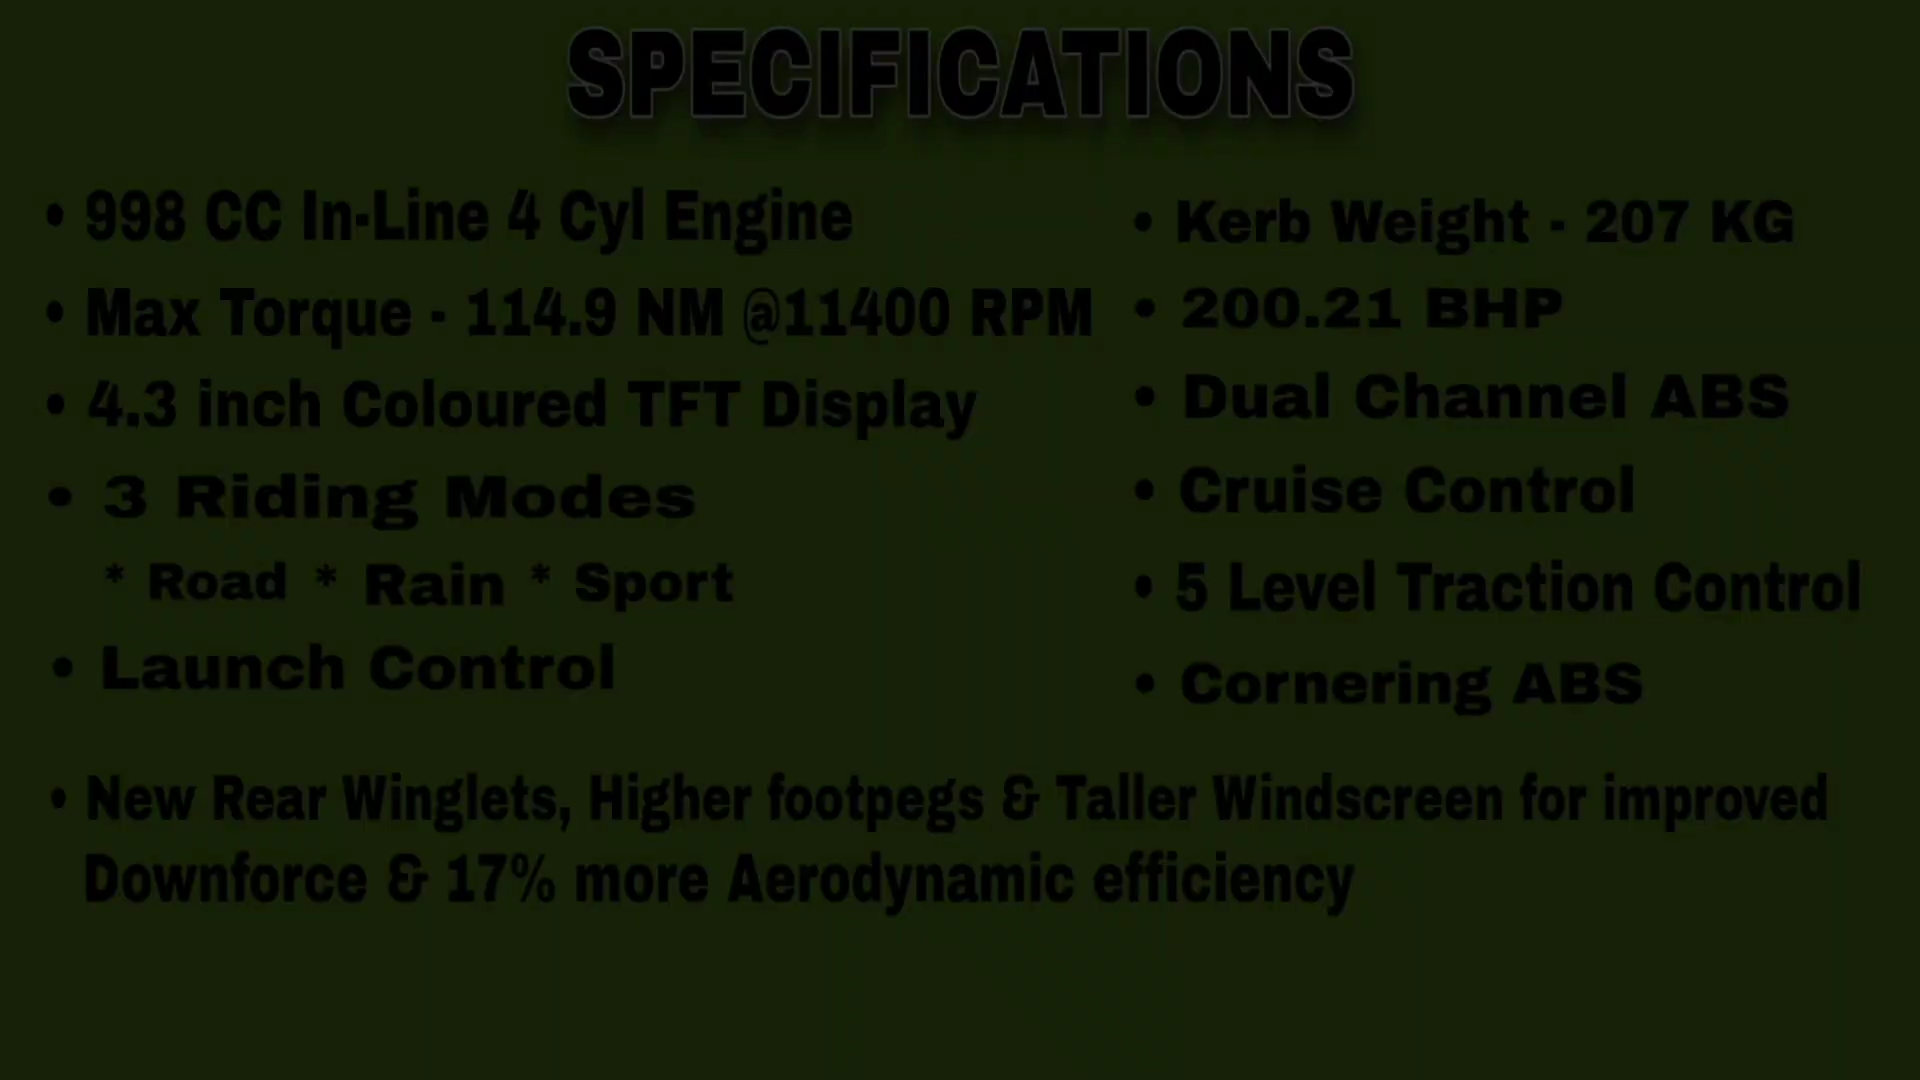 SPECIFICATIONS
• 998 CC In-Line 4 Cyl Engine
• Max Torque - 114.9 NM @11400 RPM
• 4.3 inch Coloured TFT Display
• 3 Riding Modes
* Road * Rain * Sport
• Launch Control
• Kerb Weight - 207 KG
• 200.21 BHP
• Dual Channel ABS
• Cruise Control
• 5 Level Traction Control
• Cornering ABS
• New Rear Winglets, Higher footpegs & Taller Windscreen for improved
Downforce & 17% more Aerodynamic efficiency